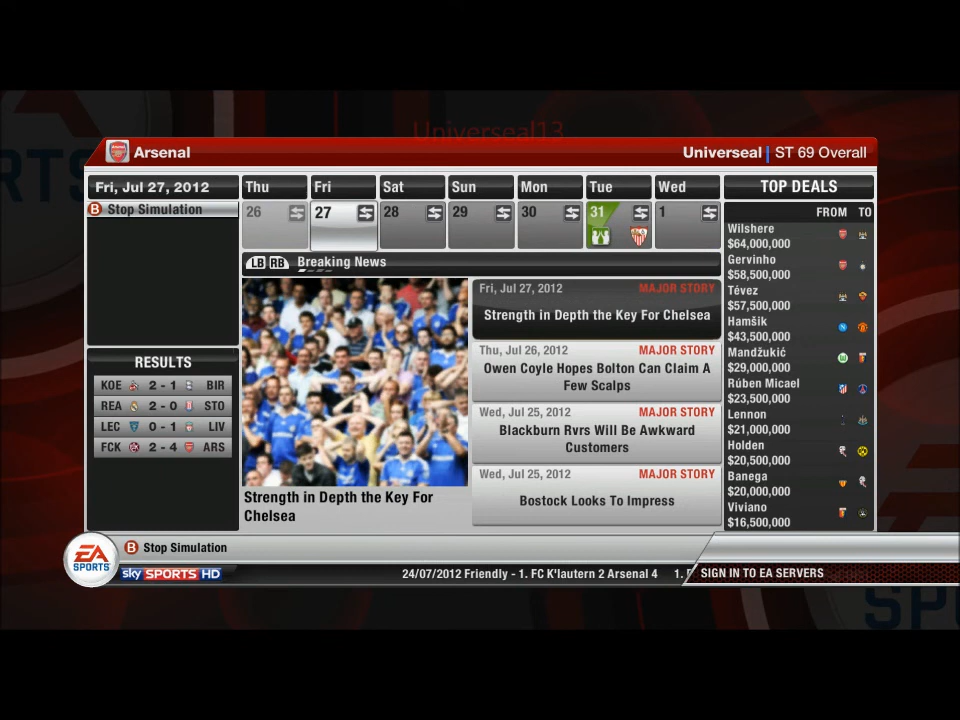 Universeal13
Arsenal
Universeal | ST 69 Overall
Fri, Jul 27, 2012
Thu Fri Sat Sun Mon Tue Wed
TOP DEALS
B Stop Simulation
26 27 28 29 30 31 1
FROM TO
LB RB Breaking News
Wilshere
$64,000,000
Gervinho
$58,500,000
Tévez
$57,500,000
Hamšik
$43,500,000
Mandžukić
$29,000,000
Rúben Micael
$23,500,000
Lennon
$21,000,000
Holden
$20,500,000
Banega
$20,000,000
Viviano
$16,500,000
Fri, Jul 27, 2012 MAJOR STORY
Strength in Depth the Key For Chelsea
Thu, Jul 26, 2012 MAJOR STORY
Owen Coyle Hopes Bolton Can Claim A
Few Scalps
Wed, Jul 25, 2012 MAJOR STORY
Blackburn Rvrs Will Be Awkward
Customers
Wed, Jul 25, 2012 MAJOR STORY
Bostock Looks To Impress
RESULTS
KOE 2 - 1 BIR
REA 2 - 0 STO
LEC 0 - 1 LIV
FCK 2 - 4 ARS
Strength in Depth the Key For
Chelsea
EA
SPORTS
B Stop Simulation
sky SPORTS HD
24/07/2012 Friendly - 1. FC K'lautern 2 Arsenal 4 1.
SIGN IN TO EA SERVERS